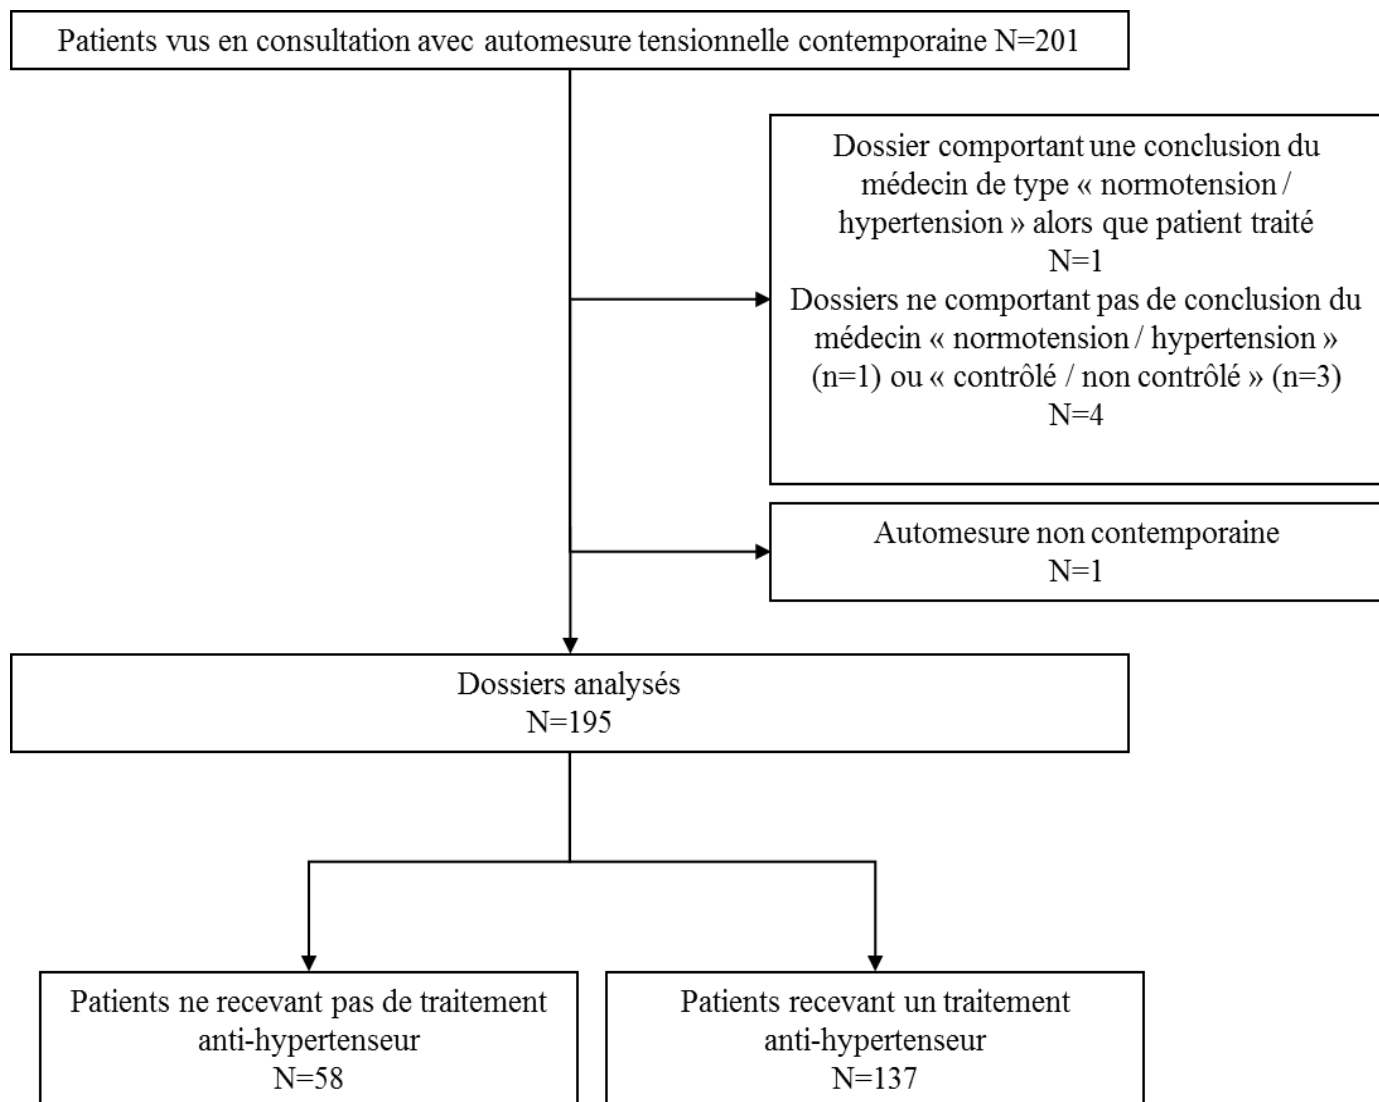 Patients vus en consultation avec automesure tensionnelle contemporaine N=201
Dossier comportant une conclusion du
médecin de type « normotension /
hypertension » alors que patient traité
N=1
Dossiers ne comportant pas de conclusion du
médecin « normotension / hypertension »
(n=1) ou « contrôlé / non contrôlé » (n=3)
N=4
Automesure non contemporaine
N=1
Dossiers analysés
N=195
Patients ne recevant pas de traitement
anti-hypertenseur
N=58
Patients recevant un traitement
anti-hypertenseur
N=137